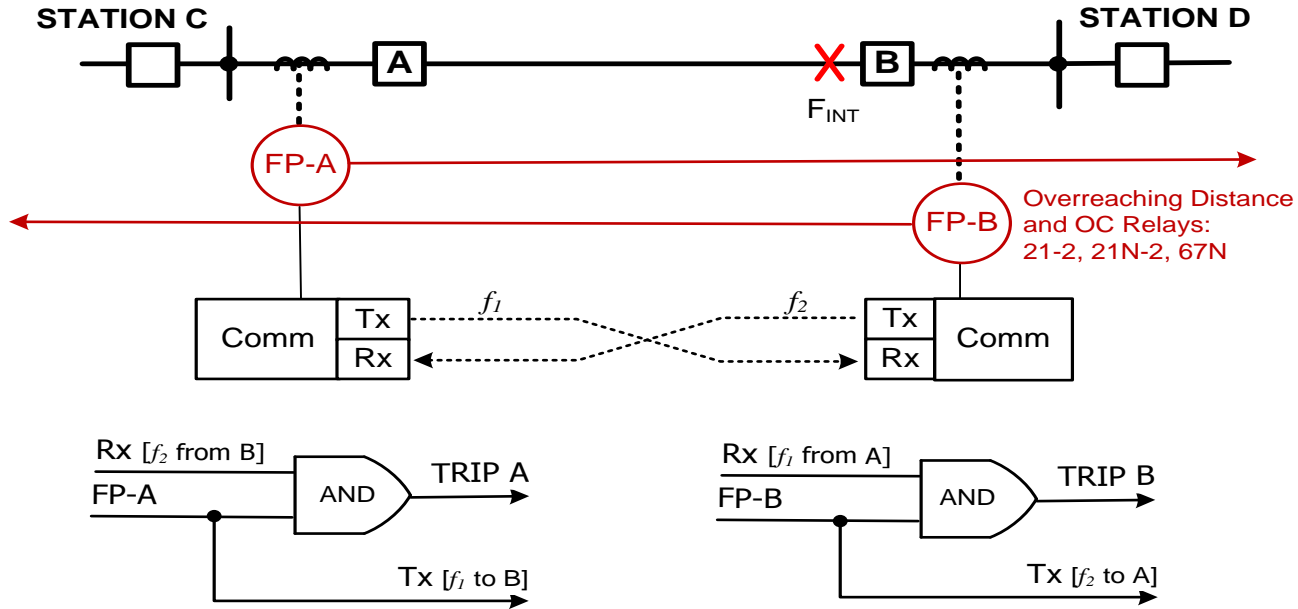 STATION C
STATION D
A
B
F_INT
FP-A
FP-B
Overreaching Distance
and OC Relays:
21-2, 21N-2, 67N
f₁
f₂
Comm
Tx
Rx
Tx
Rx
Comm
Rx [f₂ from B]
FP-A
AND
TRIP A
Tx [f₁ to B]
Rx [f₁ from A]
FP-B
AND
TRIP B
Tx [f₂ to A]